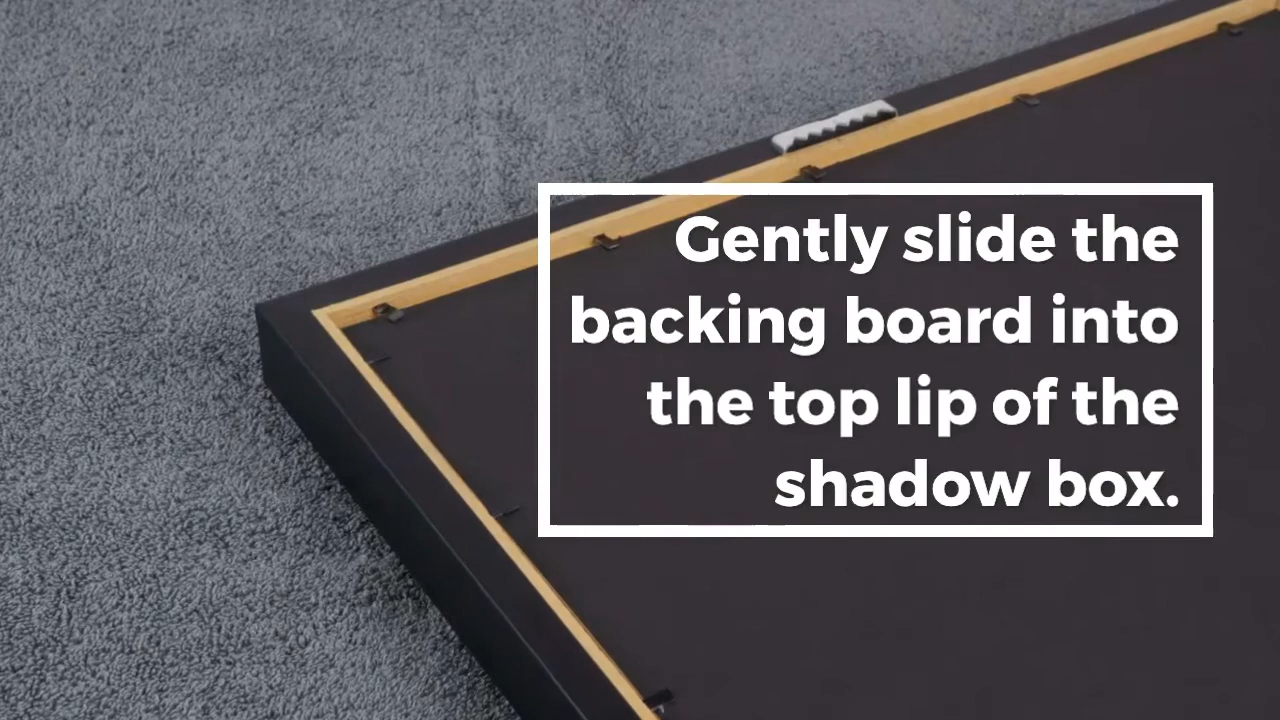 Gently slide the
backing board into
the top lip of the
shadow box.